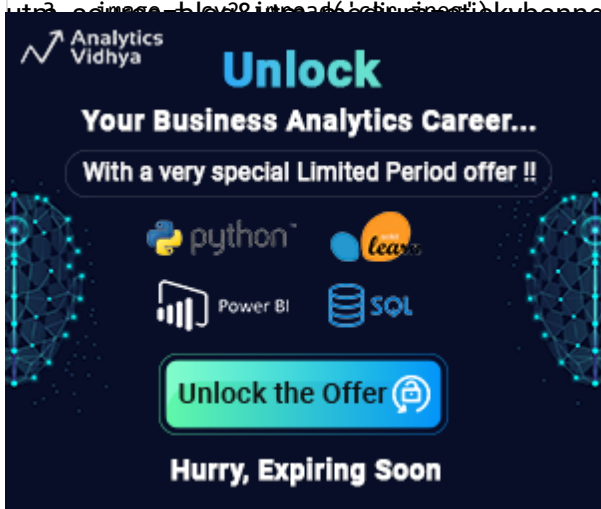 Analytics
Vidhya
Unlock
Your Business Analytics Career...
With a very special Limited Period offer !!
python™
learn
Power BI
SQL
Unlock the Offer
Hurry, Expiring Soon